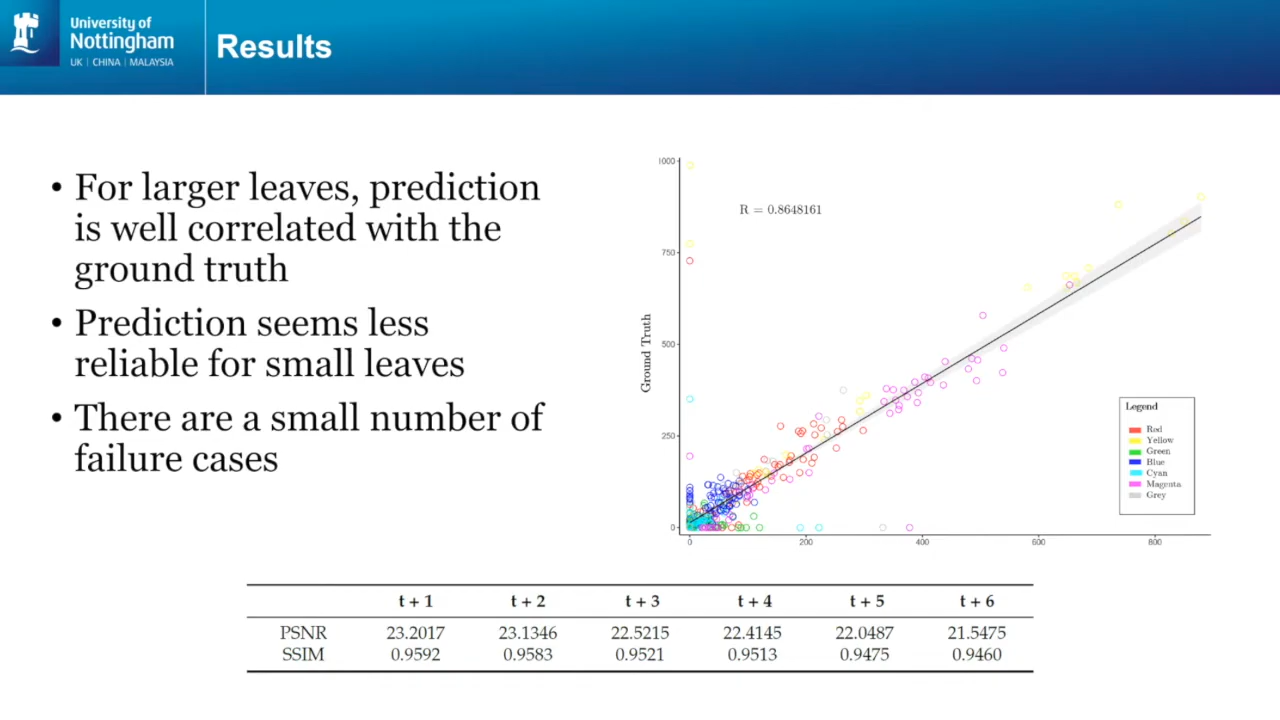 University of
Nottingham
UK | CHINA | MALAYSIA
Results
• For larger leaves, prediction
is well correlated with the
ground truth
• Prediction seems less
reliable for small leaves
• There are a small number of
failure cases
1000
750
500
250
0
Ground Truth
R = 0.8648161
0 200 400 600 800
Legend
Red
Yellow
Green
Blue
Cyan
Magenta
Grey
t + 1 t + 2 t + 3 t + 4 t + 5 t + 6
PSNR 23.2017 23.1346 22.5215 22.4145 22.0487 21.5475
SSIM 0.9592 0.9583 0.9521 0.9513 0.9475 0.9460